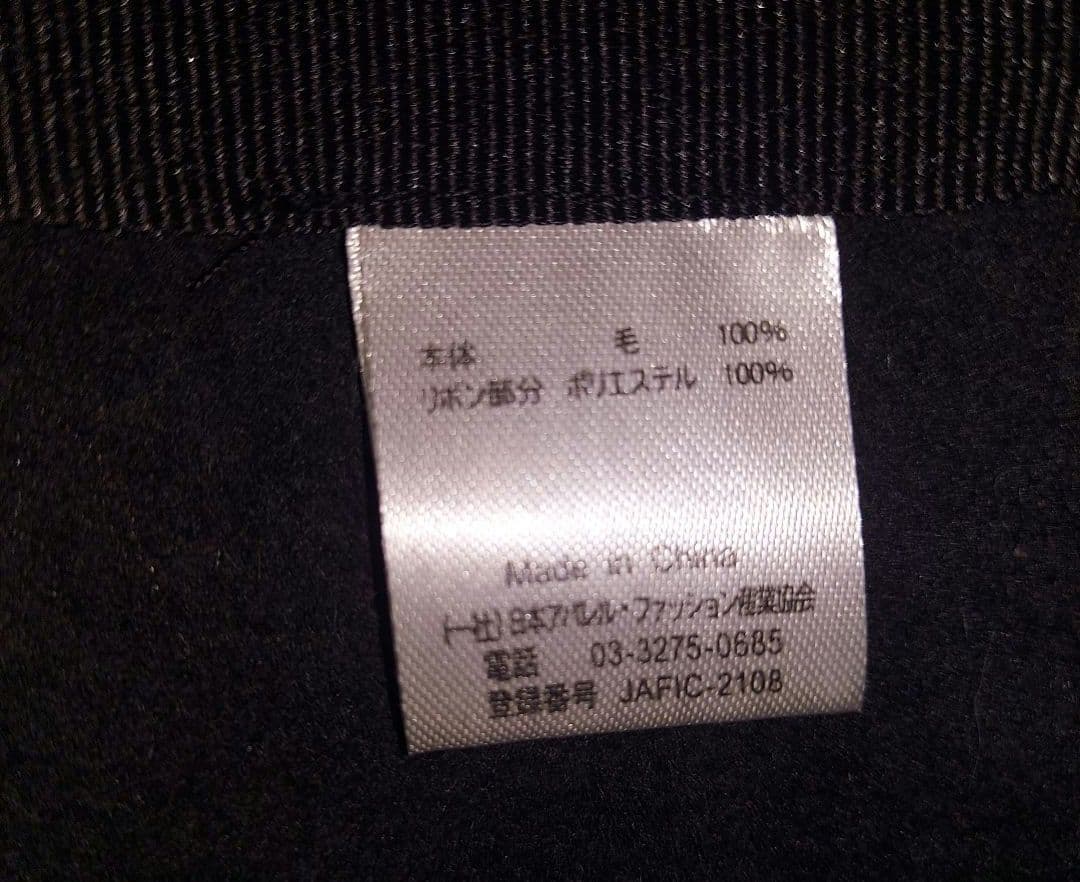 本体 毛 100%
リボン部分 ポリエステル 100%
Made in China
(一社)日本アパレル・ファッション産業協会
電話 03-3275-0685
登録番号 JAFIC-2108